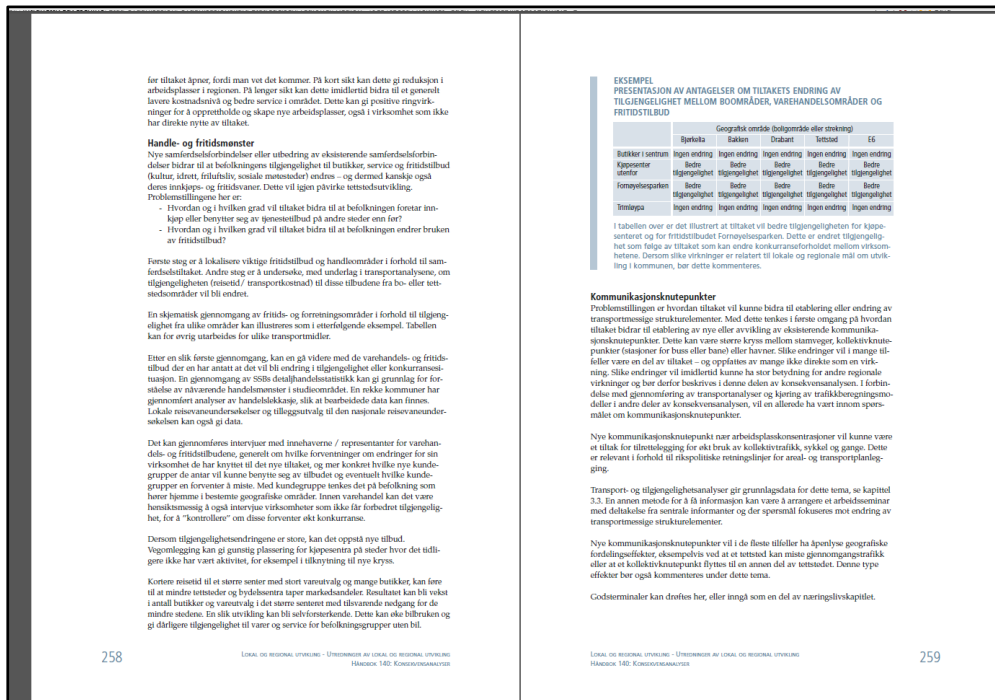 før tiltaket åpner, fordi man vet det kommer. På kort sikt kan dette gi reduksjon i
arbeidsplasser i regionen. På lenger sikt kan dette imidlertid bidra til et generelt
lavere kostnadsnivå og bedre service i området. Dette kan gi positive ringvirk-
ninger for å opprettholde og skape nye arbeidsplasser, også i virksomhet som ikke
har direkte nytte av tiltaket.
Handle- og fritidsmønster
Nye samferdselsforbindelser eller utbedring av eksisterende samferdselsforbin-
delser bidrar til at befolkningens tilgjengelighet til butikker, service og fritidstilbud
(kultur, idrett, friluftsliv, sosiale møtesteder) endres – og dermed kanskje også
deres innkjøps- og fritidsvaner. Dette vil igjen påvirke tettstedsutvikling.
Problemstillingene her er:
- Hvordan og i hvilken grad vil tiltaket bidra til at befolkningen foretar inn-
kjøp eller benytter seg av tjenestetilbud på andre steder enn før?
- Hvordan og i hvilken grad vil tiltaket bidra til at befolkningen endrer bruken
av fritidstilbud?
Første steg er å lokalisere viktige fritidstilbud og handleområder i forhold til sam-
ferdselstiltaket. Andre steg er å undersøke, med underlag i transportanalysene, om
tilgjengeligheten (reisetid/ transportkostnad) til disse tilbudene fra bo- eller tett-
stedsområder vil bli endret.
En skjematisk gjennomgang av fritids- og forretningsområder i forhold til tilgjeng-
elighet fra ulike områder kan illustreres som i etterfølgende eksempel. Tabellen
kan for øvrig utarbeides for ulike transportmidler.
Etter en slik første gjennomgang, kan en gå videre med de varehandels- og fritids-
tilbud der en har antatt at det vil bli endring i tilgjengelighet eller konkurransesi-
tuasjon. En gjennomgang av SSBs detaljhandelsstatistikk kan gi grunnlag for for-
ståelse av nåværende handelsmønster i studieområdet. En rekke kommuner har
gjennomført analyser av handelslekkasje, slik at bearbeidede data kan finnes.
Lokale reisevaneundersøkelser og tilleggsutvalg til den nasjonale reisevaneunder-
søkelsen kan også gi data.
Det kan gjennomføres intervjuer med innehaverne / representanter for varehan-
dels- og fritidstilbudene, generelt om hvilke forventninger om endringer for sin
virksomhet de har knyttet til det nye tiltaket, og mer konkret hvilke nye kunde-
grupper de antar vil kunne benytte seg av tilbudet og eventuelt hvilke kunde-
grupper en forventer å miste. Med kundegruppe tenkes det på befolkning som
hører hjemme i bestemte geografiske områder. Innen varehandel kan det være
hensiktsmessig å også intervjue virksomheter som ikke får forbedret tilgjengelig-
het, for å "kontrollere" om disse forventer økt konkurranse.
Dersom tilgjengelighetsendringene er store, kan det oppstå nye tilbud.
Vegomlegging kan gi gunstig plassering for kjøpesentra på steder hvor det tidli-
gere ikke har vært aktivitet, for eksempel i tilknytning til nye kryss.
Kortere reisetid til et større senter med stort vareutvalg og mange butikker, kan føre
til at mindre tettsteder og bydelssentra taper markedsandeler. Resultatet kan bli vekst
i antall butikker og vareutvalg i det større senteret med tilsvarende nedgang for de
mindre stedene. En slik utvikling kan bli selvforsterkende. Dette kan øke bilbruken og
gi dårligere tilgjengelighet til varer og service for befolkningsgrupper uten bil.
258
Lokal og regional utvikling - Utredninger av lokal og regional utvikling
Håndbok 140: Konsekvensanalyser
EKSEMPEL
PRESENTASJON AV ANTAGELSER OM TILTAKETS ENDRING AV
TILGJENGELIGHET MELLOM BOOMRÅDER, VAREHANDELSOMRÅDER OG
FRITIDSTILBUD
Geografisk område (boligområde eller strekning)
Bjørkelia Bakken Drabant Tettsted E6
Butikker i sentrum Ingen endring Ingen endring Ingen endring Ingen endring Ingen endring
Kjøpesenter Bedre Bedre Bedre Bedre Bedre
utenfor tilgjengelighet tilgjengelighet tilgjengelighet tilgjengelighet tilgjengelighet
Fornøyelsesparken Bedre Bedre Bedre Bedre Bedre
tilgjengelighet tilgjengelighet tilgjengelighet tilgjengelighet tilgjengelighet
Trimløypa Ingen endring Ingen endring Ingen endring Ingen endring Ingen endring
I tabellen over er det illustrert at tiltaket vil bedre tilgjengeligheten for kjøpe-
senteret og for fritidstilbudet Fornøyelsesparken. Dette er endret tilgjengelig-
het som følge av tiltaket som kan endre konkurranseforholdet mellom virksom-
hetene. Dersom slike virkninger er relatert til lokale og regionale mål om utvik-
ling i kommunen, bør dette kommenteres.
Kommunikasjonsknutepunkter
Problemstillingen er hvordan tiltaket vil kunne bidra til etablering eller endring av
transportmessige strukturelementer. Med dette tenkes i første omgang på hvordan
tiltaket bidrar til etablering av nye eller avvikling av eksisterende kommunika-
sjonsknutepunkter. Dette kan være større kryss mellom stamveger, kollektivknute-
punkter (stasjoner for buss eller bane) eller havner. Slike endringer vil i mange til-
feller være en del av tiltaket – og oppfattes av mange ikke direkte som en virk-
ning. Slike endringer vil imidlertid kunne ha stor betydning for andre regionale
virkninger og bør derfor beskrives i denne delen av konsekvensanalysen. I forbin-
delse med gjennomføring av transportanalyser og kjøring av trafikkberegningsmo-
deller i andre deler av konsekvensanalysen, vil en allerede ha vært innom spørs-
målet om kommunikasjonsknutepunkter.
Nye kommunikasjonsknutepunkt nær arbeidsplasskonsentrasjoner vil kunne være
et tiltak for tilrettelegging for økt bruk av kollektivtrafikk, sykkel og gange. Dette
er relevant i forhold til rikspolitiske retningslinjer for areal- og transportplanleg-
ging.
Transport- og tilgjengelighetsanalyser gir grunnlagsdata for dette tema, se kapittel
3.3. En annen metode for å få informasjon kan være å arrangere et arbeidsseminar
med deltakelse fra sentrale informanter og der spørsmål fokuseres mot endring av
transportmessige strukturelementer.
Nye kommunikasjonsknutepunkter vil i de fleste tilfeller ha åpenlyse geografiske
fordelingseffekter, eksempelvis ved at et tettsted kan miste gjennomgangstrafikk
eller at et kollektivknutepunkt flyttes til en annen del av tettstedet. Denne type
effekter bør også kommenteres under dette tema.
Godsterminaler kan drøftes her, eller inngå som en del av næringslivskapitlet.
Lokal og regional utvikling - Utredninger av lokal og regional utvikling
Håndbok 140: Konsekvensanalyser
259